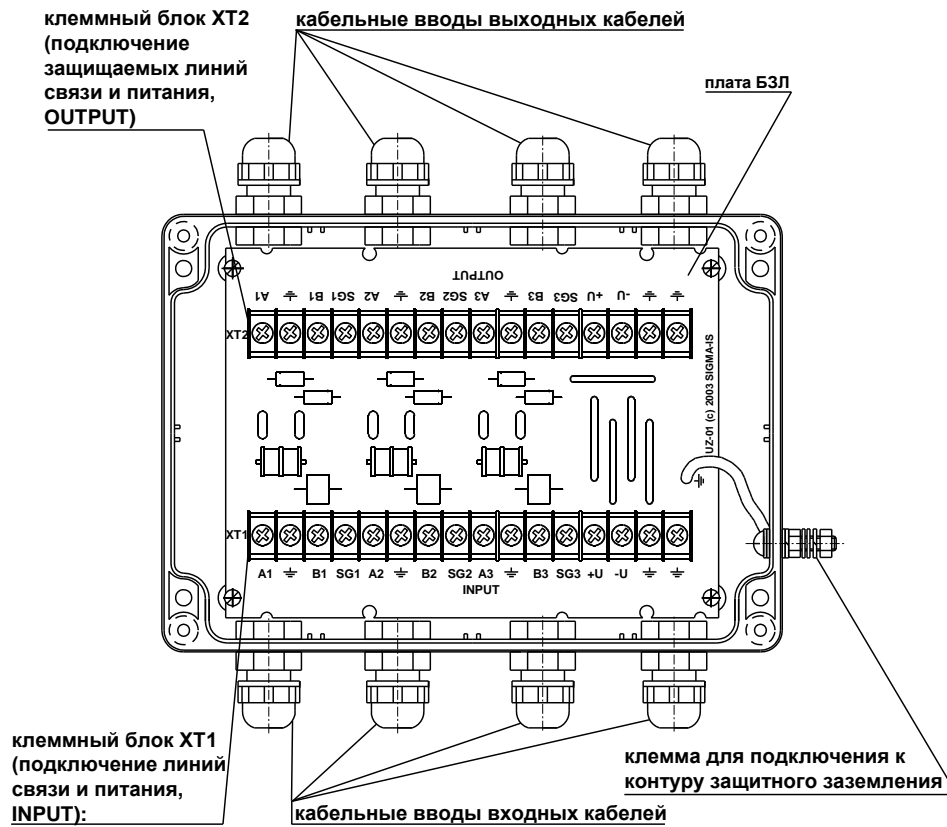 клеммный блок XT2
(подключение
защищаемых линий
связи и питания,
OUTPUT)
кабельные вводы выходных кабелей
плата БЗЛ
OUTPUT
A1 ⏚ B1 SG1 A2 ⏚ B2 SG2 A3 ⏚ B3 SG3 +U -U ⏚ ⏚
XT2
UZ-01 (c) 2003 SIGMA-IS
XT1
A1 ⏚ B1 SG1 A2 ⏚ B2 SG2 A3 ⏚ B3 SG3 +U -U ⏚ ⏚
INPUT
клеммный блок XT1
(подключение линий
связи и питания,
INPUT):
кабельные вводы входных кабелей
клемма для подключения к
контуру защитного заземления